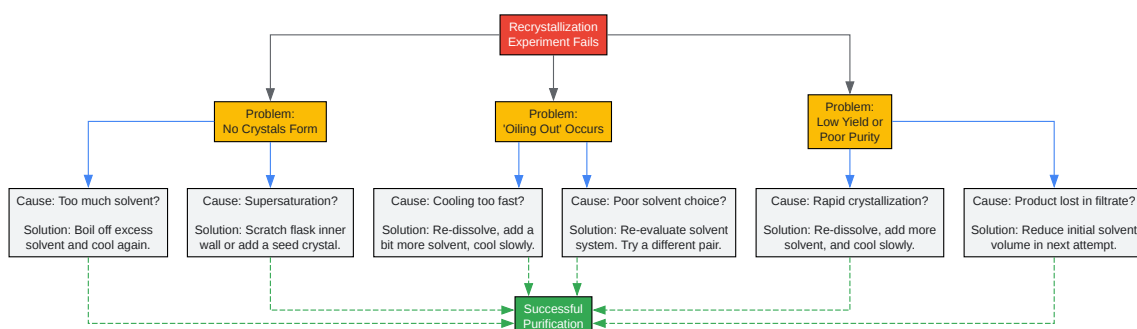 Recrystallization
Experiment Fails
Problem:
No Crystals Form
Problem:
'Oiling Out' Occurs
Problem:
Low Yield or
Poor Purity
Cause: Too much solvent?
Solution: Boil off excess
solvent and cool again.
Cause: Supersaturation?
Solution: Scratch flask inner
wall or add a seed crystal.
Cause: Cooling too fast?
Solution: Re-dissolve, add a
bit more solvent, cool slowly.
Cause: Poor solvent choice?
Solution: Re-evaluate solvent
system. Try a different pair.
Cause: Rapid crystallization?
Solution: Re-dissolve, add more
solvent, and cool slowly.
Cause: Product lost in filtrate?
Solution: Reduce initial solvent
volume in next attempt.
Successful
Purification